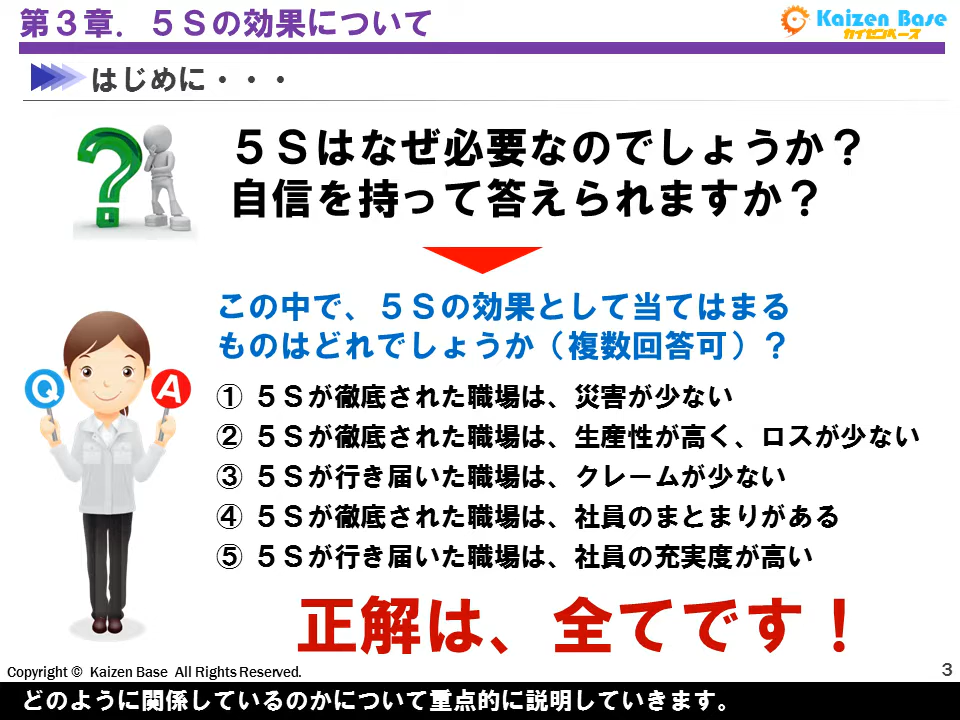 第３章．５Ｓの効果について
Kaizen Base
カイゼンベース
はじめに・・・
５Ｓはなぜ必要なのでしょうか？
自信を持って答えられますか？
この中で、５Ｓの効果として当てはまる
ものはどれでしょうか（複数回答可）？
Q A
① ５Ｓが徹底された職場は、災害が少ない
② ５Ｓが徹底された職場は、生産性が高く、ロスが少ない
③ ５Ｓが行き届いた職場は、クレームが少ない
④ ５Ｓが徹底された職場は、社員のまとまりがある
⑤ ５Ｓが行き届いた職場は、社員の充実度が高い
正解は、全てです！
Copyright © Kaizen Base All Rights Reserved.
3
どのように関係しているのかについて重点的に説明していきます。